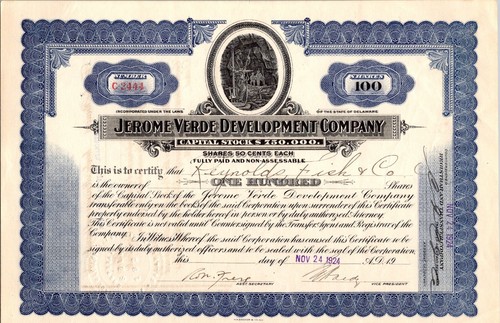 NUMBER
C-2444
SHARES
100
INCORPORATED UNDER THE LAWS
OF THE STATE OF DELAWARE
JEROME VERDE DEVELOPMENT COMPANY
CAPITAL STOCK $750,000.
SHARES 50 CENTS EACH
FULLY PAID AND NON-ASSESSABLE
This is to certify that Reynolds, Fish & Co
is the owner of ONE HUNDRED Shares
of the Capital Stock of the Jerome Verde Development Company
transferable only on the books of the said Corporation upon surrender of this Certificate
properly endorsed by the holder hereof in person or by duly authorized Attorney.
This Certificate is not valid until Countersigned by the Transfer Agent and Registrar of the
Company.
In Witness Whereof the said Corporation has caused this Certificate to be
signed by its duly authorized officers and to be sealed with the seal of the Corporation
this NOV 24 1924 A.D. 19
ASST SECRETARY
PRESIDENT